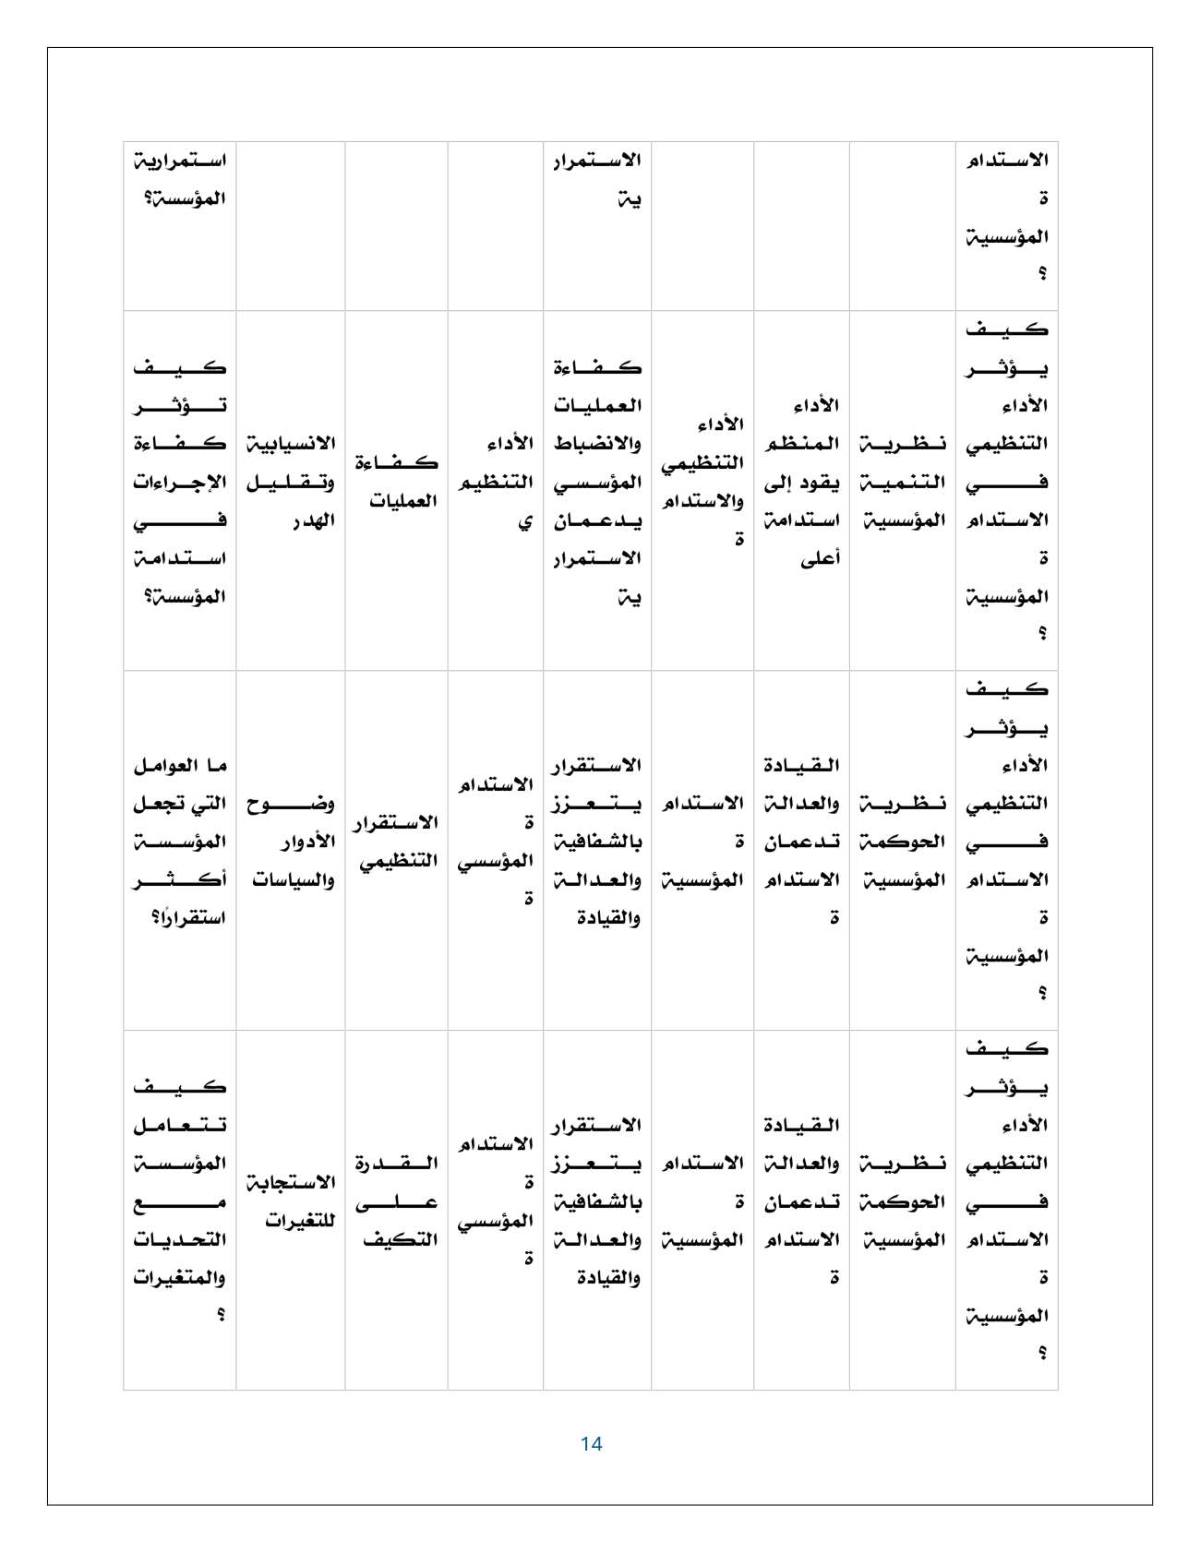 الاستدام
ة
المؤسسية
؟
الاستمرار
ية
استمرارية
المؤسسة؟
كيف
يؤثر
الأداء
التنظيمي
في
الاستدام
ة
المؤسسية
؟
نظرية
التنمية
المؤسسية
الأداء
المنظم
يقود إلى
استدامة
أعلى
الأداء
التنظيمي
والاستدام
ة
كفاءة
العمليات
والانضباط
المؤسسي
يدعمان
الاستمرار
ية
الأداء
التنظيم
ي
كفاءة
العمليات
الانسيابية
وتقليل
الهدر
كيف
تؤثر
كفاءة
الإجراءات
في
استدامة
المؤسسة؟
كيف
يؤثر
الأداء
التنظيمي
في
الاستدام
ة
المؤسسية
؟
نظرية
الحوكمة
المؤسسية
القيادة
والعدالة
تدعمان
الاستدام
ة
الاستدام
ة
المؤسسية
الاستقرار
يتعزز
بالشفافية
والعدالة
والقيادة
الاستدام
ة
المؤسسي
ة
الاستقرار
التنظيمي
وضوح
الأدوار
والسياسات
ما العوامل
التي تجعل
المؤسسة
أكثر
استقرارًا؟
كيف
يؤثر
الأداء
التنظيمي
في
الاستدام
ة
المؤسسية
؟
نظرية
الحوكمة
المؤسسية
القيادة
والعدالة
تدعمان
الاستدام
ة
الاستدام
ة
المؤسسية
الاستقرار
يتعزز
بالشفافية
والعدالة
والقيادة
الاستدام
ة
المؤسسي
ة
القدرة
على
التكيف
الاستجابة
للتغيرات
كيف
تتعامل
المؤسسة
مع
التحديات
والمتغيرات
؟
14